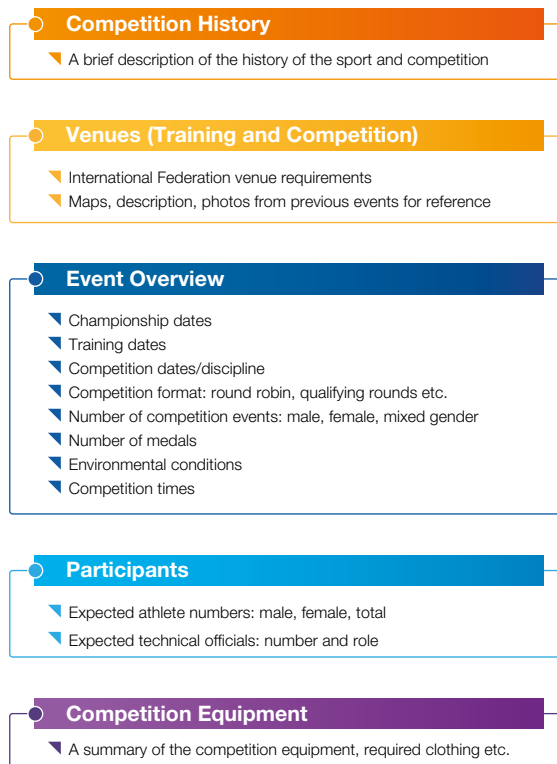 Competition History
A brief description of the history of the sport and competition
Venues (Training and Competition)
International Federation venue requirements
Maps, description, photos from previous events for reference
Event Overview
Championship dates
Training dates
Competition dates/discipline
Competition format: round robin, qualifying rounds etc.
Number of competition events: male, female, mixed gender
Number of medals
Environmental conditions
Competition times
Participants
Expected athlete numbers: male, female, total
Expected technical officials: number and role
Competition Equipment
A summary of the competition equipment, required clothing etc.